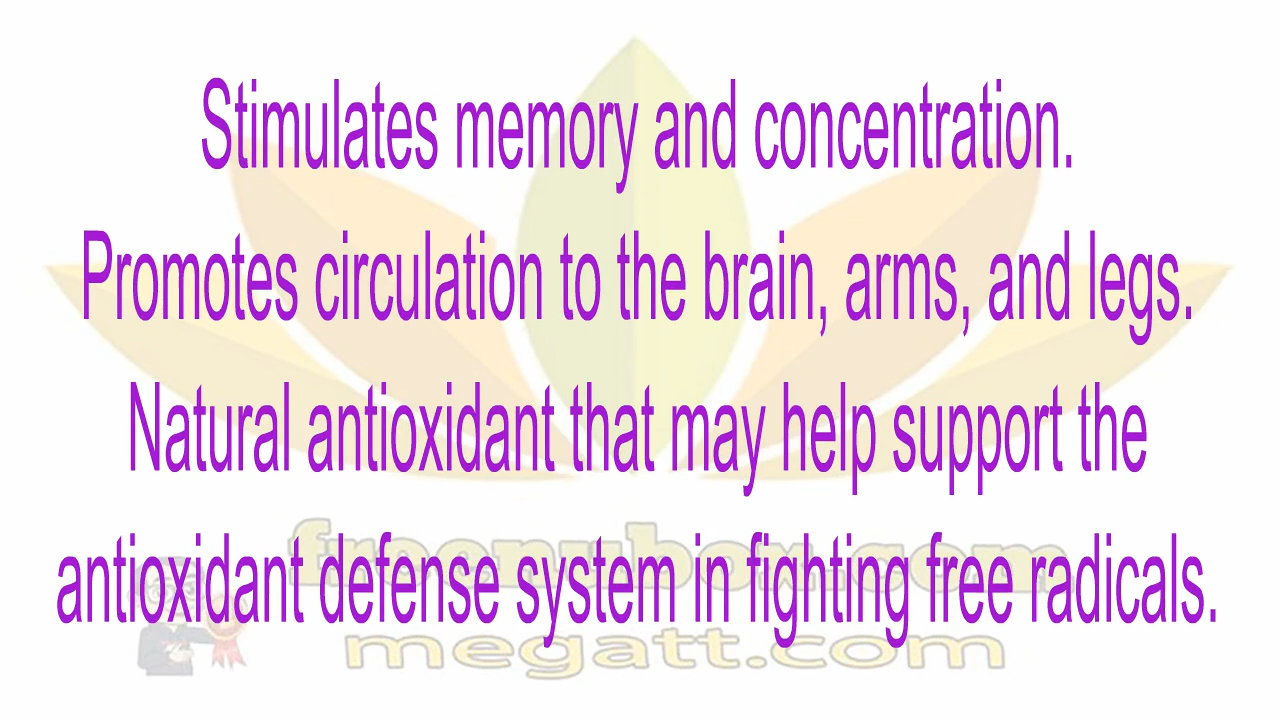 Stimulates memory and concentration.
Promotes circulation to the brain, arms, and legs.
Natural antioxidant that may help support the
antioxidant defense system in fighting free radicals.
megatt.com